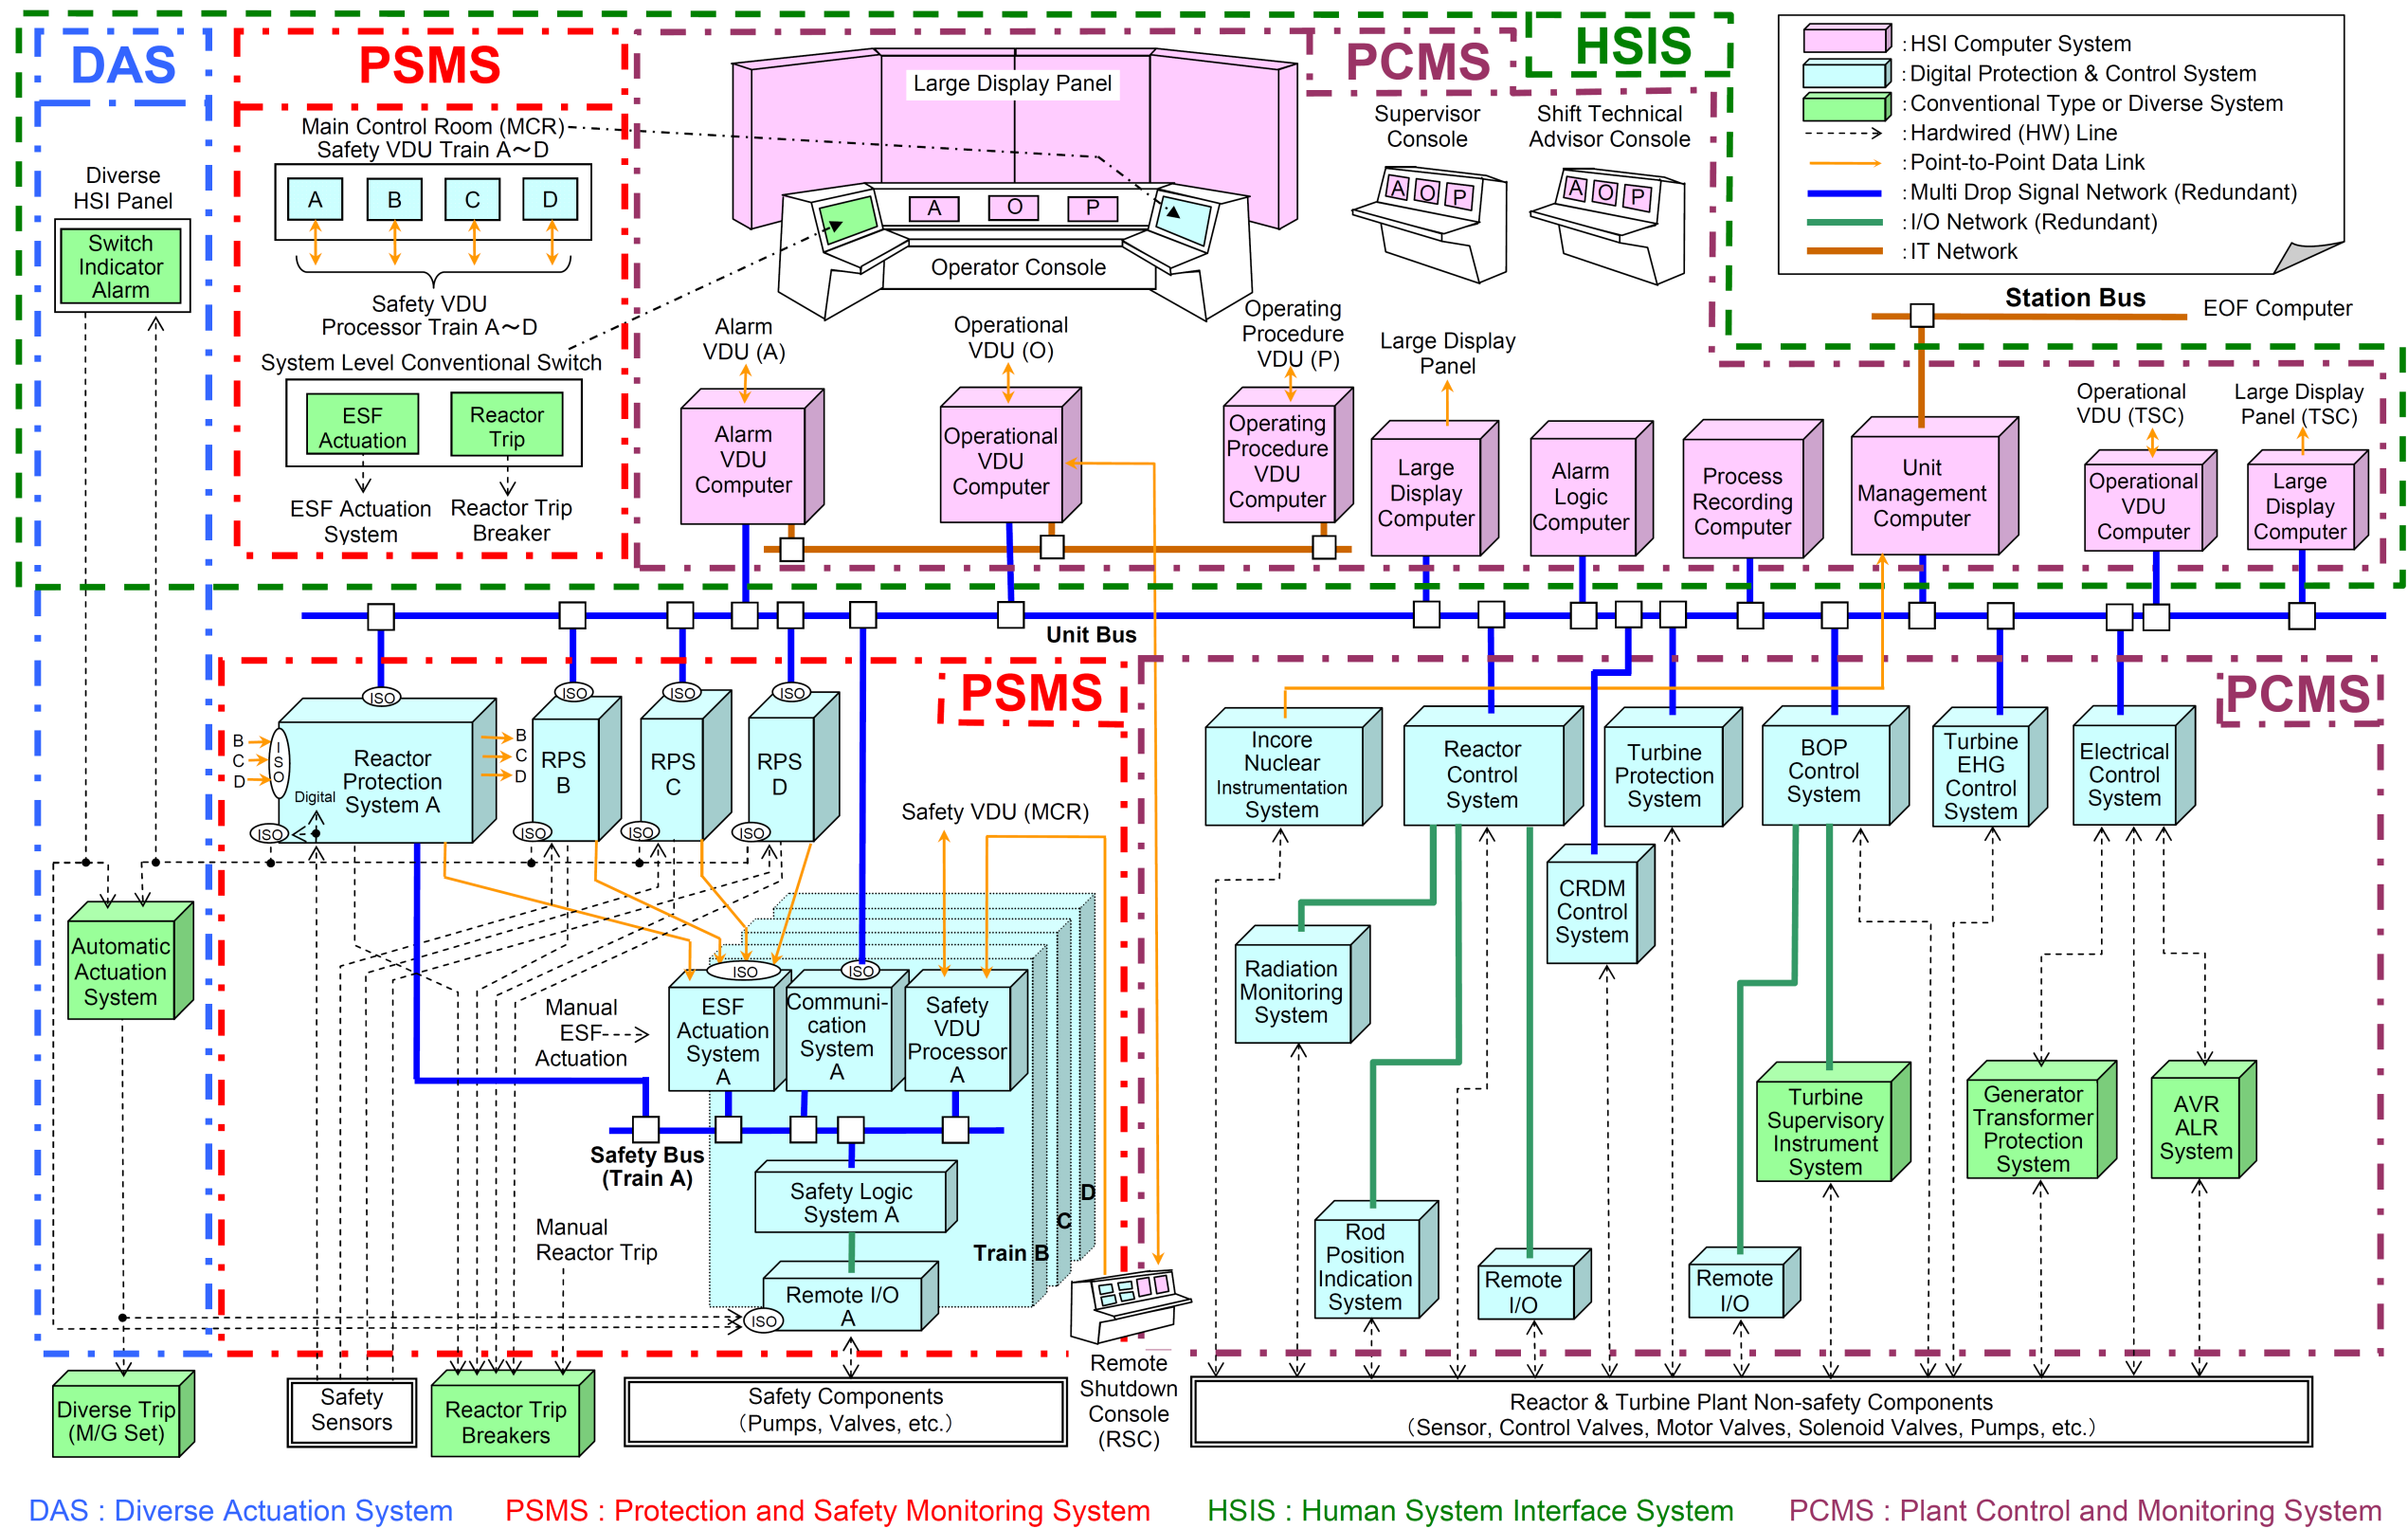 DAS
PSMS
PCMS
HSIS
: HSI Computer System
: Digital Protection & Control System
: Conventional Type or Diverse System
: Hardwired (HW) Line
: Point-to-Point Data Link
: Multi Drop Signal Network (Redundant)
: I/O Network (Redundant)
: IT Network
Diverse
HSI Panel
Switch
Indicator
Alarm
Main Control Room (MCR)
Safety VDU Train A~D
A
B
C
D
Safety VDU
Processor Train A~D
System Level Conventional Switch
ESF
Actuation
Reactor
Trip
ESF Actuation
System
Reactor Trip
Breaker
Large Display Panel
A
O
P
Operator Console
Supervisor
Console
A
O
P
Shift Technical
Advisor Console
A
O
P
Station Bus
EOF Computer
Alarm
VDU (A)
Operational
VDU (O)
Operating
Procedure
VDU (P)
Large Display
Panel
Operational
VDU (TSC)
Large Display
Panel (TSC)
Alarm
VDU
Computer
Operational
VDU
Computer
Operating
Procedure
VDU
Computer
Large
Display
Computer
Alarm
Logic
Computer
Process
Recording
Computer
Unit
Management
Computer
Operational
VDU
Computer
Large
Display
Computer
Unit Bus
PSMS
PCMS
ISO
ISO
ISO
ISO
B
C
D
ISO
Reactor
Protection
System A
Digital
ISO
B
C
D
RPS
B
ISO
RPS
C
ISO
RPS
D
ISO
Safety VDU (MCR)
Incore
Nuclear
Instrumentation
System
Reactor
Control
System
Turbine
Protection
System
BOP
Control
System
Turbine
EHG
Control
System
Electrical
Control
System
CRDM
Control
System
Automatic
Actuation
System
Radiation
Monitoring
System
Manual
ESF
Actuation
ISO
ISO
ESF
Actuation
System
A
Communi-
cation
System
A
Safety
VDU
Processor
A
Turbine
Supervisory
Instrument
System
Generator
Transformer
Protection
System
AVR
ALR
System
Safety Bus
(Train A)
Safety Logic
System A
D
C
Train B
Manual
Reactor Trip
Remote I/O
A
ISO
Rod
Position
Indication
System
Remote
I/O
Remote
I/O
Diverse Trip
(M/G Set)
Safety
Sensors
Reactor Trip
Breakers
Safety Components
(Pumps, Valves, etc.)
Remote
Shutdown
Console
(RSC)
Reactor & Turbine Plant Non-safety Components
(Sensor, Control Valves, Motor Valves, Solenoid Valves, Pumps, etc.)
DAS : Diverse Actuation System
PSMS : Protection and Safety Monitoring System
HSIS : Human System Interface System
PCMS : Plant Control and Monitoring System